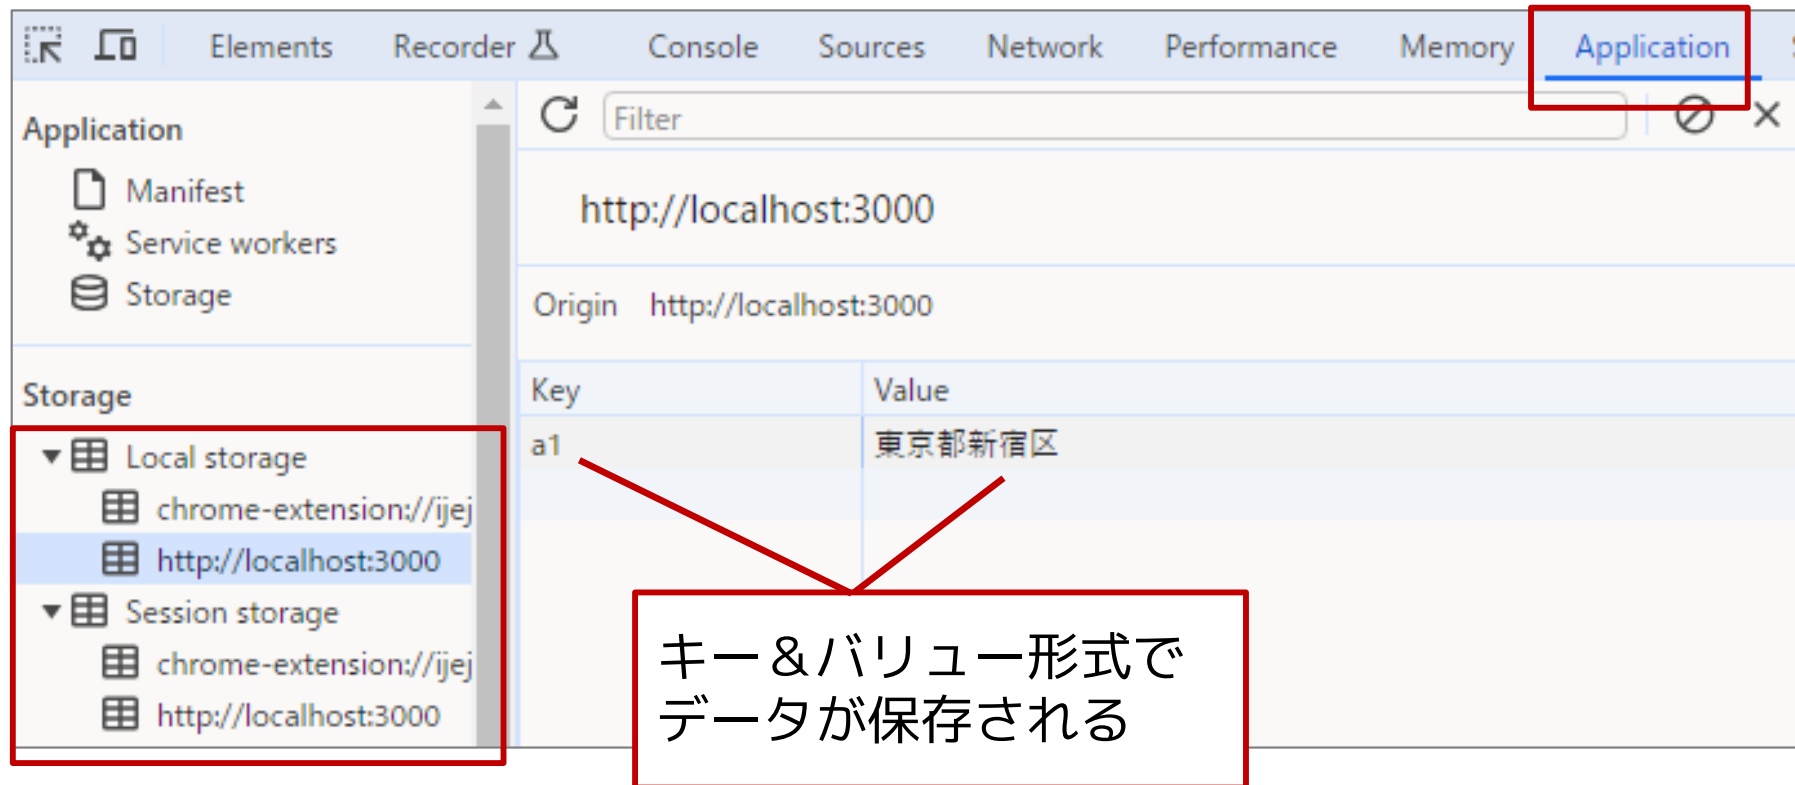 Elements Recorder Console Sources Network Performance Memory Application
Application
Manifest
Service workers
Storage
Storage
Local storage
chrome-extension://ijej
http://localhost:3000
Session storage
chrome-extension://ijej
http://localhost:3000
Filter
http://localhost:3000
Origin http://localhost:3000
Key Value
a1 東京都新宿区
キー&バリュー形式で
データが保存される